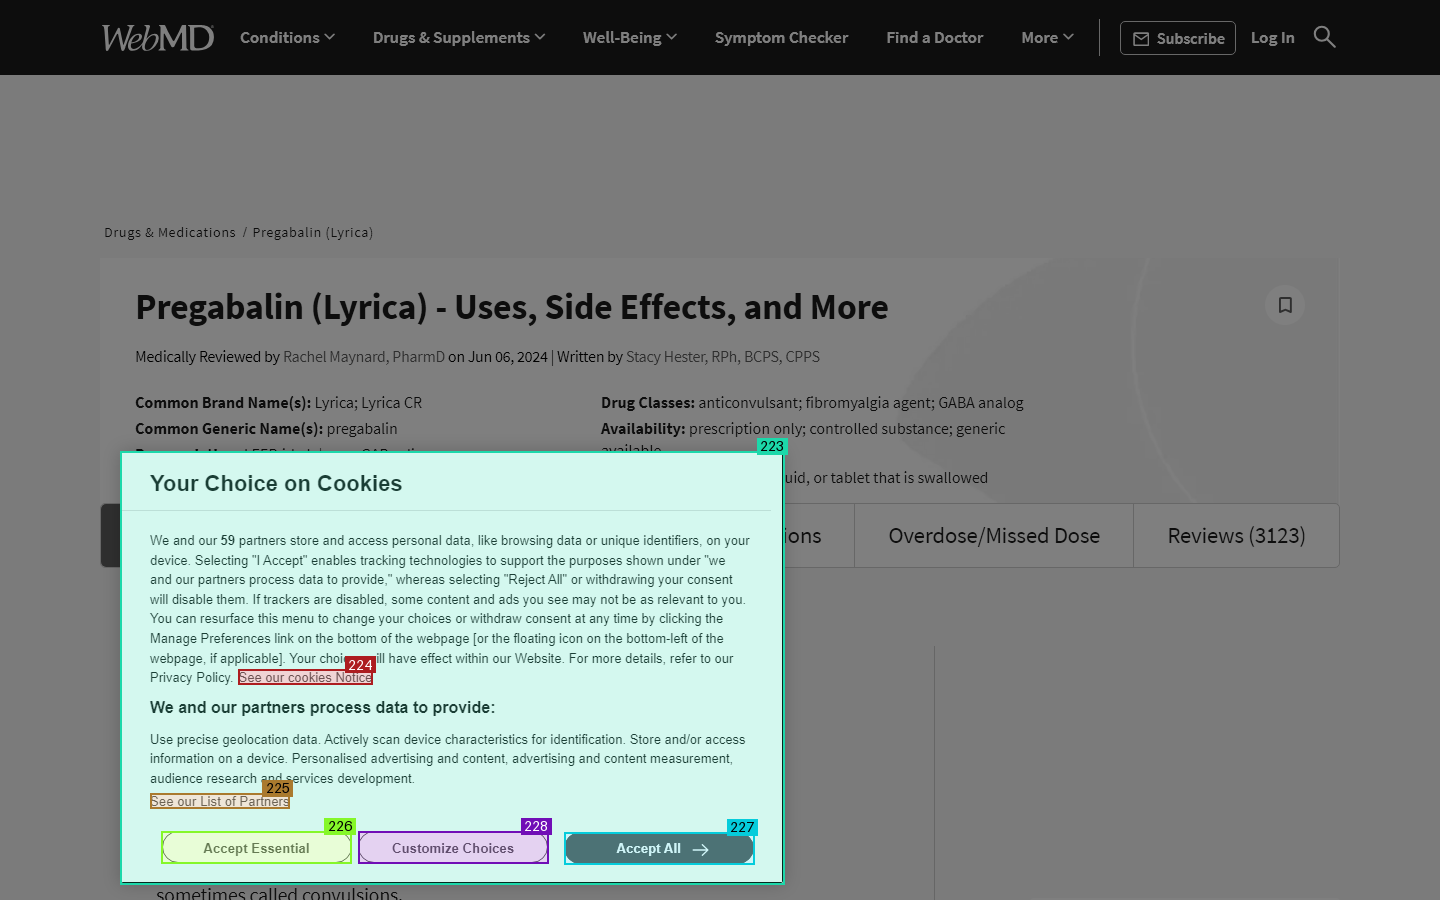 WebMD Conditions Drugs & Supplements Well-Being Symptom Checker Find a Doctor More Subscribe Log In
Drugs & Medications / Pregabalin (Lyrica)
Pregabalin (Lyrica) - Uses, Side Effects, and More
Medically Reviewed by Rachel Maynard, PharmD on Jun 06, 2024 | Written by Stacy Hester, RPh, BCPS, CPPS
Common Brand Name(s): Lyrica; Lyrica CR
Common Generic Name(s): pregabalin
Drug Classes: anticonvulsant; fibromyalgia agent; GABA analog
Availability: prescription only; controlled substance; generic
available
or tablet that is swallowed
Overdose/Missed Dose
Reviews (3123)
223
Your Choice on Cookies
We and our 59 partners store and access personal data, like browsing data or unique identifiers, on your
device. Selecting "I Accept" enables tracking technologies to support the purposes shown under "we
and our partners process data to provide," whereas selecting "Reject All" or withdrawing your consent
will disable them. If trackers are disabled, some content and ads you see may not be as relevant to you.
You can resurface this menu to change your choices or withdraw consent at any time by clicking the
Manage Preferences link on the bottom of the webpage [or the floating icon on the bottom-left of the
webpage, if applicable]. Your have effect within our Website. For more details, refer to our
224
Privacy Policy. See our cookies Notice
We and our partners process data to provide:
Use precise geolocation data. Actively scan device characteristics for identification. Store and/or access
information on a device. Personalised advertising and content, advertising and content measurement,
audience research and services development.
225
See our List of Partners
226 228 227
Accept Essential Customize Choices Accept All
sometimes called convulsions.